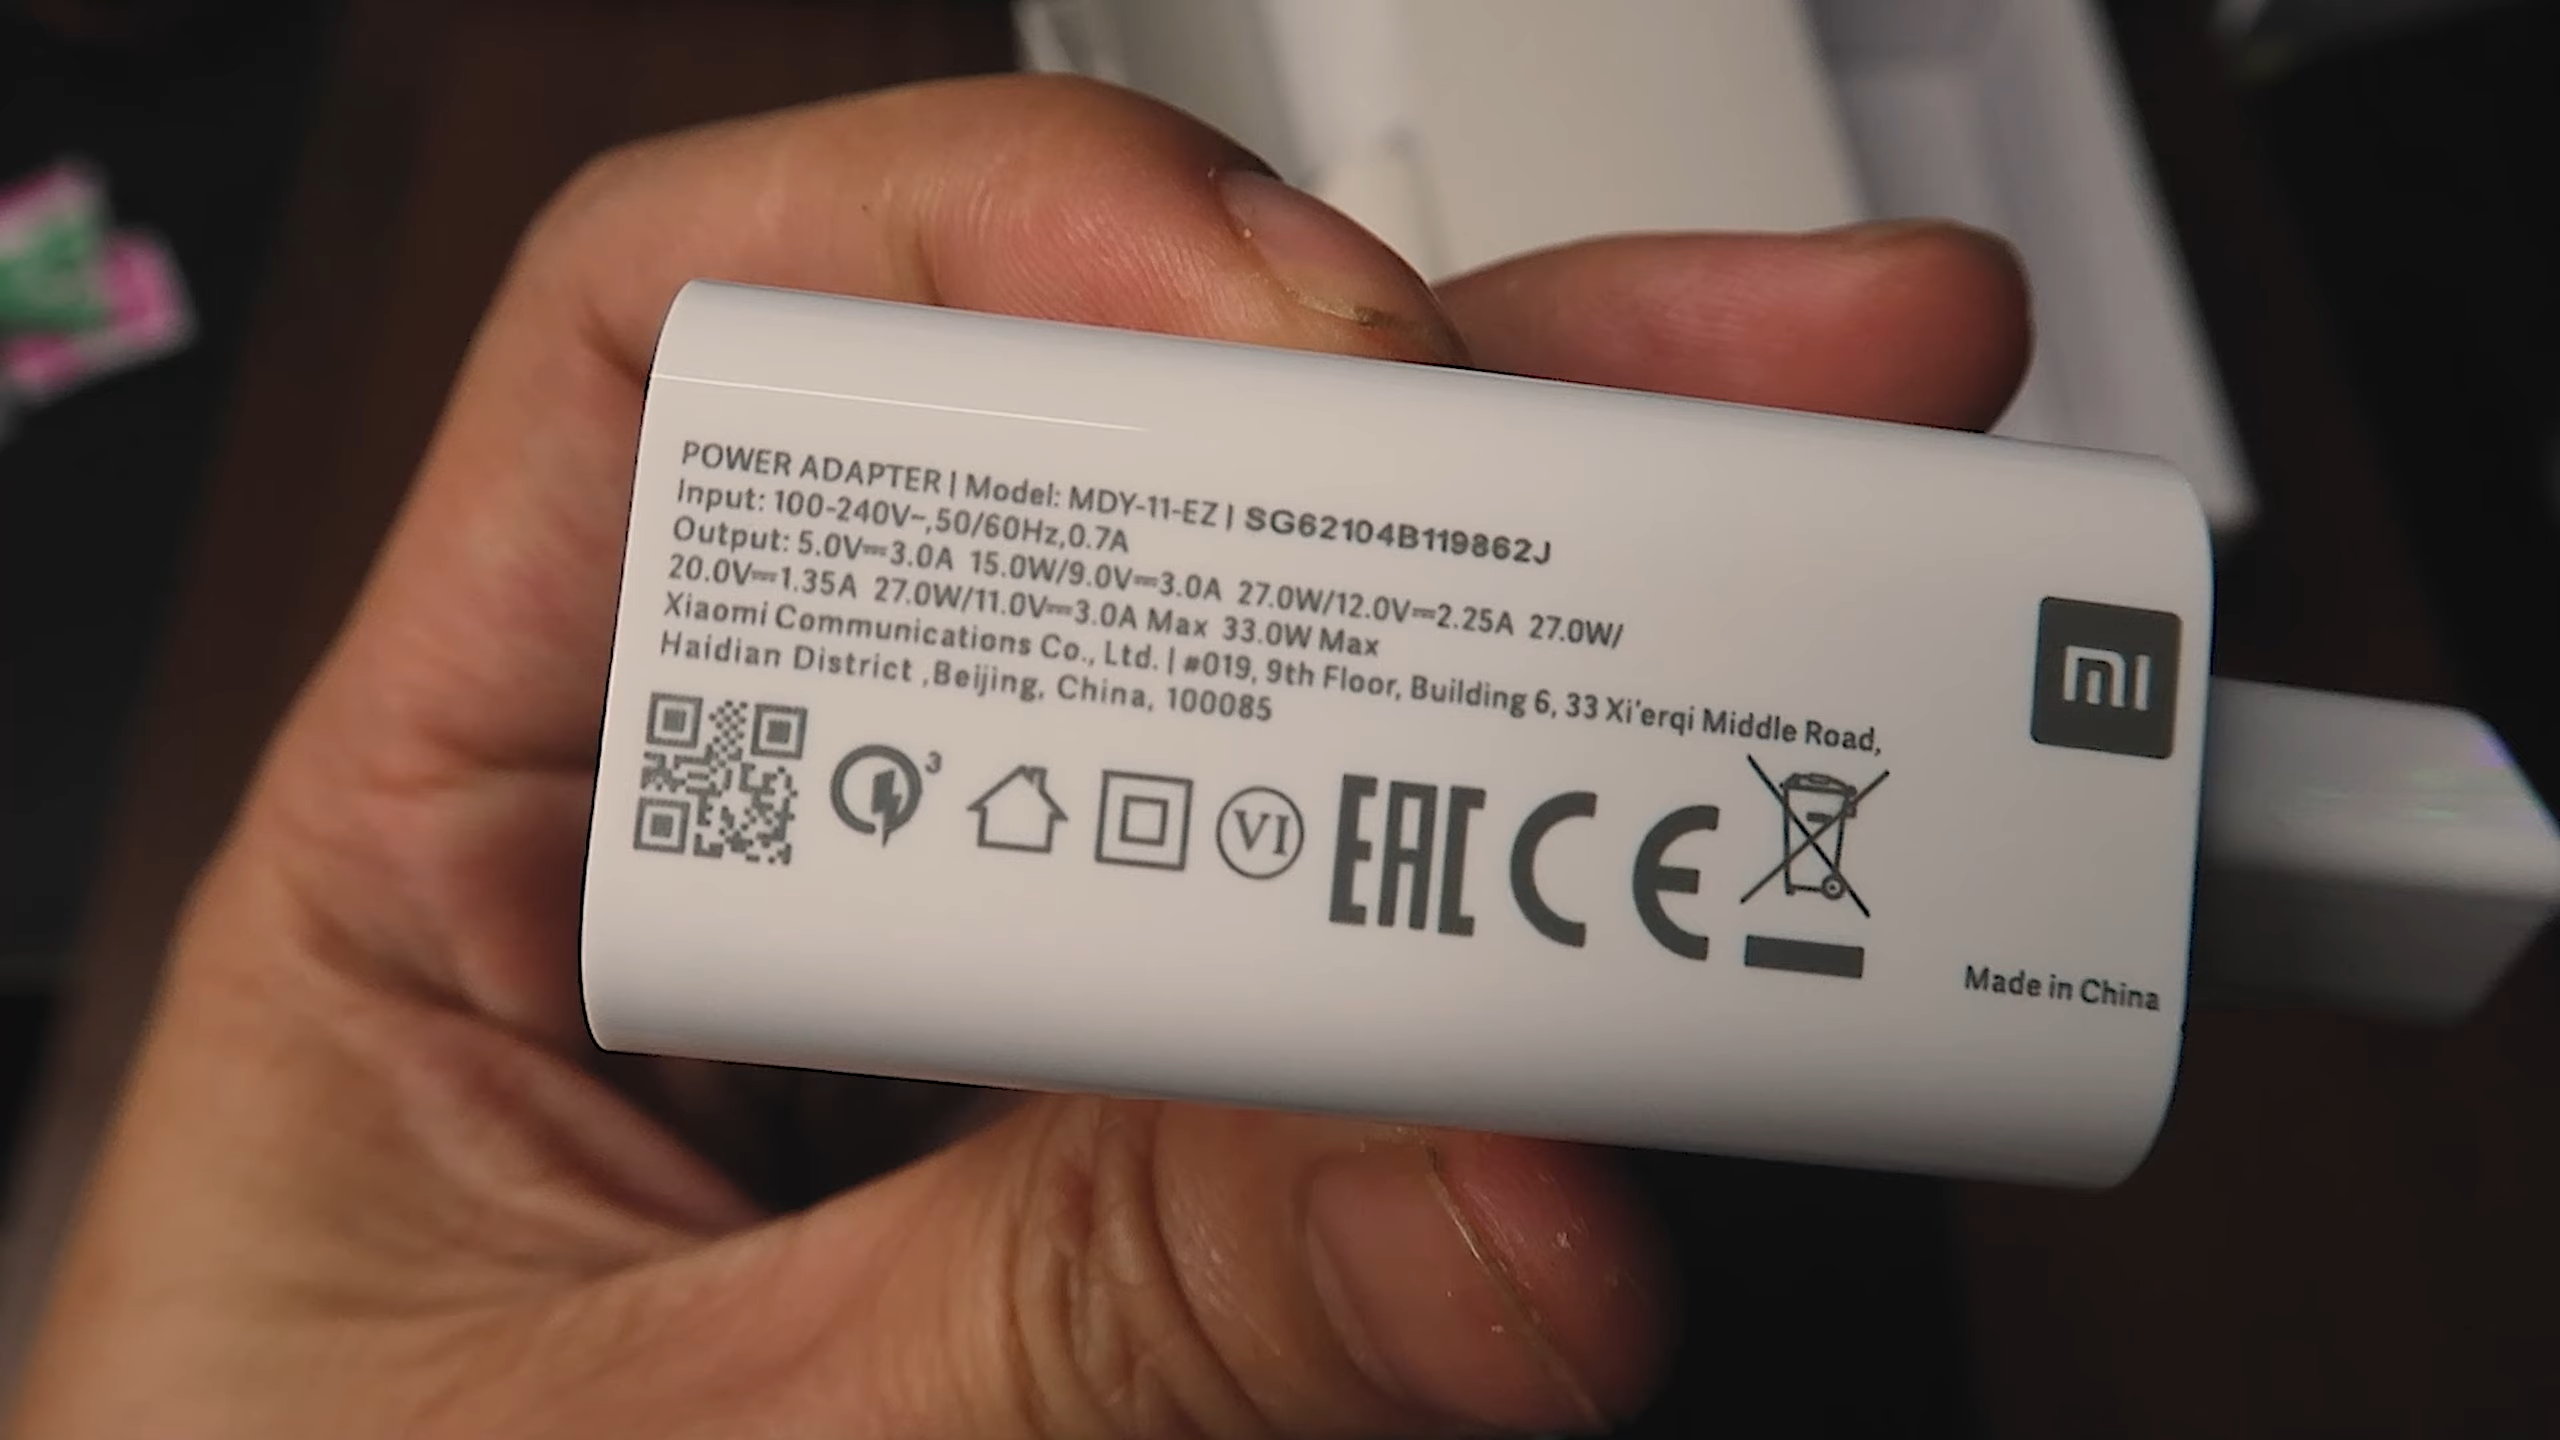 POWER ADAPTER | Model: MDY-11-EZ | SG62104B119862J
Input: 100-240V~,50/60Hz,0.7A
Output: 5.0V⎓3.0A 15.0W/9.0V⎓3.0A 27.0W/12.0V⎓2.25A 27.0W/
20.0V⎓1.35A 27.0W/11.0V⎓3.0A Max 33.0W Max
Xiaomi Communications Co., Ltd. | #019, 9th Floor, Building 6, 33 Xi'erqi Middle Road,
Haidian District ,Beijing, China, 100085
mi
3
VI
EAC
CE
Made in China